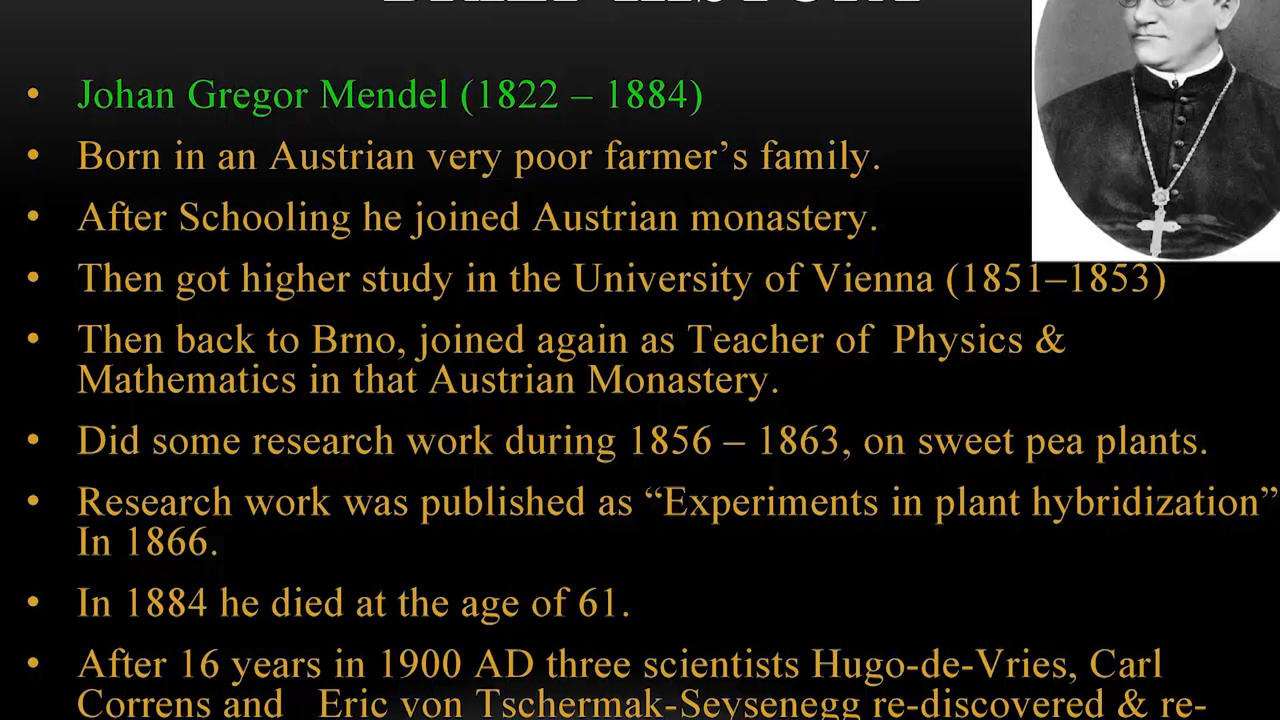 BRIEF HISTORY
• Johan Gregor Mendel (1822 – 1884)
• Born in an Austrian very poor farmer’s family.
• After Schooling he joined Austrian monastery.
• Then got higher study in the University of Vienna (1851–1853)
• Then back to Brno, joined again as Teacher of  Physics &
Mathematics in that Austrian Monastery.
• Did some research work during 1856 – 1863, on sweet pea plants.
• Research work was published as “Experiments in plant hybridization”
In 1866.
• In 1884 he died at the age of 61.
• After 16 years in 1900 AD three scientists Hugo-de-Vries, Carl
Correns and   Eric von Tschermak-Seysenegg re-discovered & re-